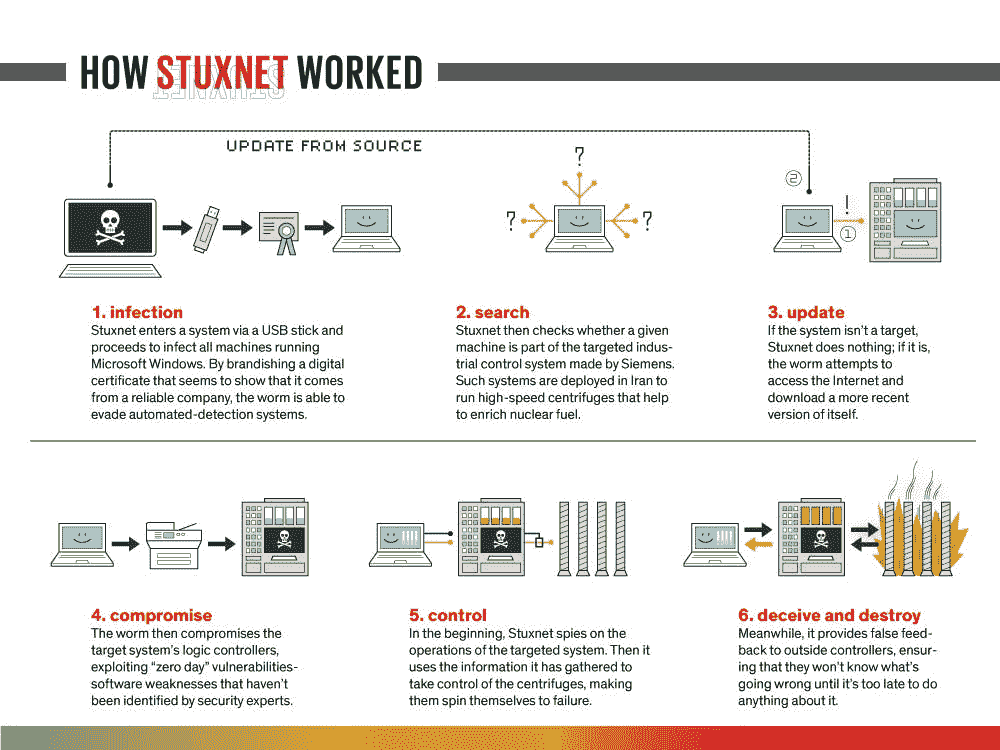 HOW STUXNET WORKED
UPDATE FROM SOURCE
?
?
?
2
!
1
1. infection
Stuxnet enters a system via a USB stick and
proceeds to infect all machines running
Microsoft Windows. By brandishing a digital
certificate that seems to show that it comes
from a reliable company, the worm is able to
evade automated-detection systems.
2. search
Stuxnet then checks whether a given
machine is part of the targeted indus-
trial control system made by Siemens.
Such systems are deployed in Iran to
run high-speed centrifuges that help
to enrich nuclear fuel.
3. update
If the system isn't a target,
Stuxnet does nothing; if it is,
the worm attempts to
access the Internet and
download a more recent
version of itself.
4. compromise
The worm then compromises the
target system's logic controllers,
exploiting "zero day" vulnerabilities-
software weaknesses that haven't
been identified by security experts.
5. control
In the beginning, Stuxnet spies on the
operations of the targeted system. Then it
uses the information it has gathered to
take control of the centrifuges, making
them spin themselves to failure.
6. deceive and destroy
Meanwhile, it provides false feed-
back to outside controllers, ensur-
ing that they won't know what's
going wrong until it's too late to do
anything about it.